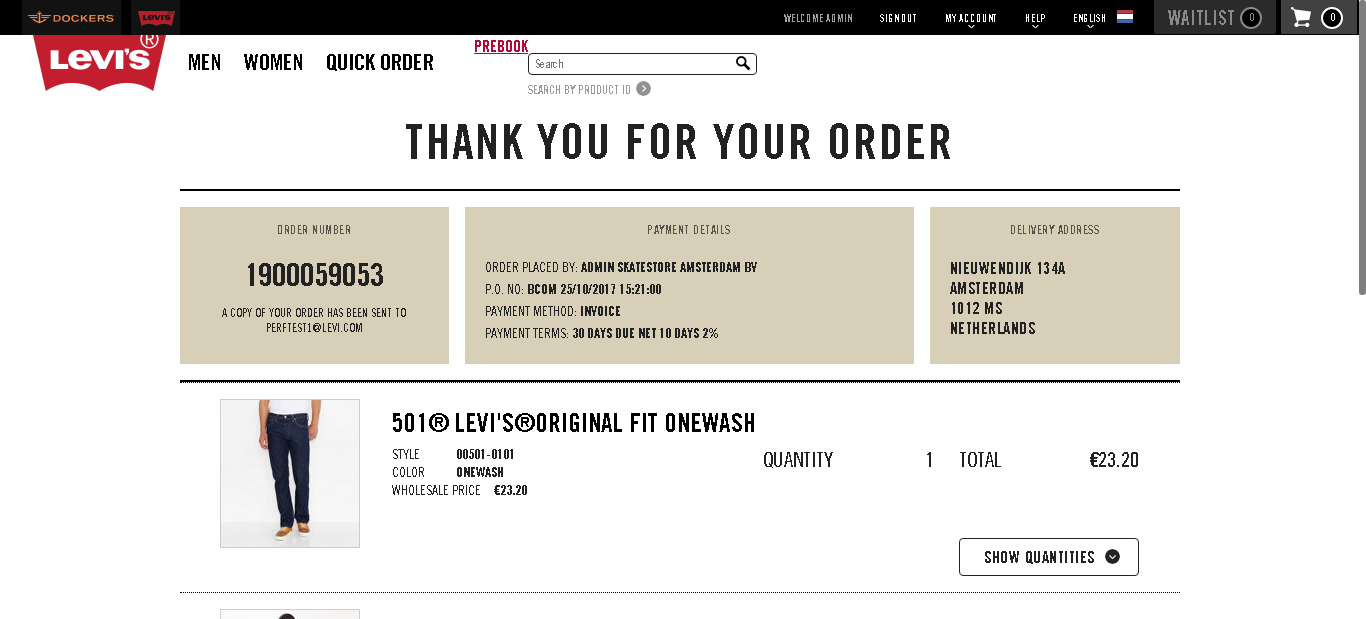 DOCKERS
LEVI'S
WELCOME ADMIN
SIGNOUT
MY ACCOUNT
HELP
ENGLISH
WAITLIST 0
0
LEVI'S ®
MEN
WOMEN
QUICK ORDER
PREBOOK
Search
SEARCH BY PRODUCT ID
THANK YOU FOR YOUR ORDER
ORDER NUMBER
1900059053
A COPY OF YOUR ORDER HAS BEEN SENT TO
PERFTEST1@LEVI.COM
PAYMENT DETAILS
ORDER PLACED BY: ADMIN SKATESTORE AMSTERDAM BV
P.O. NO: BCOM 25/10/2017 15:21:00
PAYMENT METHOD: INVOICE
PAYMENT TERMS: 30 DAYS DUE NET 10 DAYS 2%
DELIVERY ADDRESS
NIEUWENDIJK 134A
AMSTERDAM
1012 MS
NETHERLANDS
501® LEVI'S®ORIGINAL FIT ONEWASH
STYLE 00501-0101
COLOR ONEWASH
WHOLESALE PRICE €23.20
QUANTITY 1
TOTAL €23.20
SHOW QUANTITIES